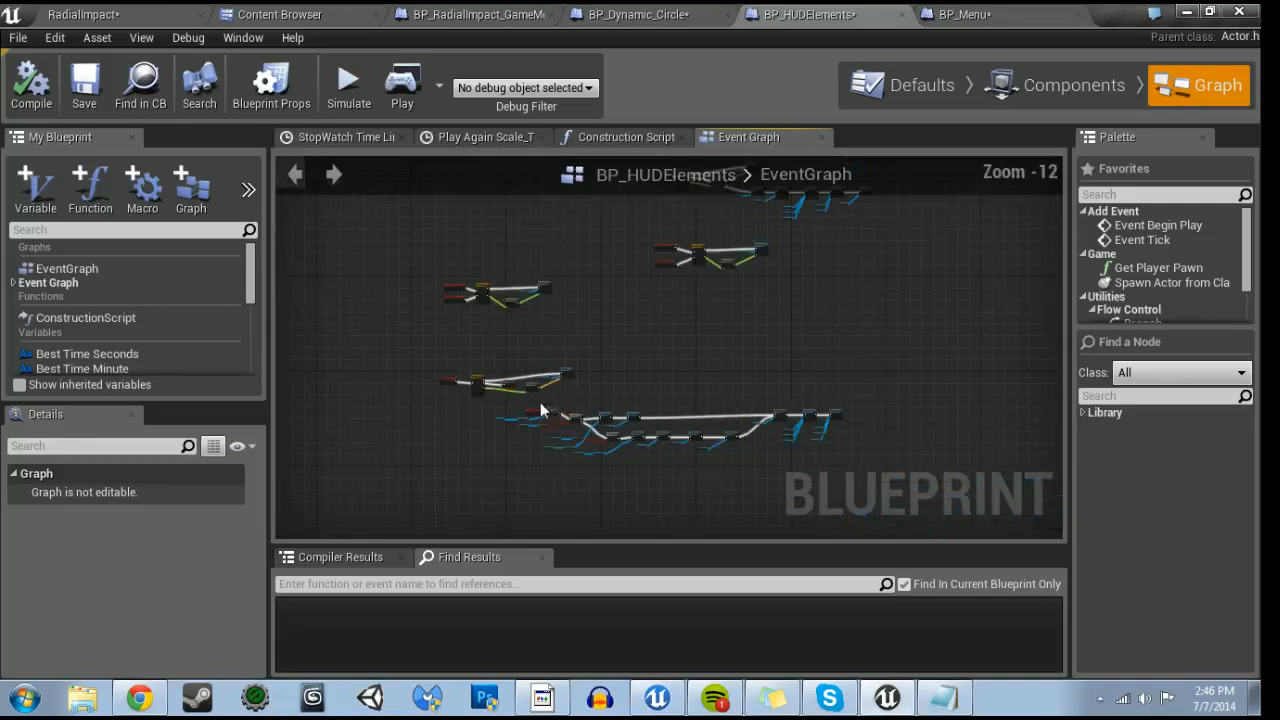 RadialImpact*
Content Browser
BP_RadialImpact_GameMo
BP_Dynamic_Circle*
BP_HUDElements*
BP_Menu*
File Edit Asset View Debug Window Help
Parent class: Actor.h
Compile
Save
Find in CB
Search
Blueprint Props
Simulate
Play
No debug object selected
Debug Filter
Defaults
Components
Graph
My Blueprint
StopWatch Time Li
Play Again Scale_T
Construction Script
Event Graph
Palette
Variable
Function
Macro
Graph
BP_HUDElements > EventGraph
Zoom -12
Favorites
Search
Search
Add Event
Event Begin Play
Event Tick
Game
Get Player Pawn
Spawn Actor from Cla
Utilities
Flow Control
Graphs
EventGraph
Event Graph
Functions
ConstructionScript
Variables
Best Time Seconds
Best Time Minute
Show inherited variables
Find a Node
Class: All
Search
Library
Details
Search
Graph
Graph is not editable.
BLUEPRINT
Compiler Results
Find Results
Enter function or event name to find references...
Find In Current Blueprint Only
2:46 PM
7/7/2014